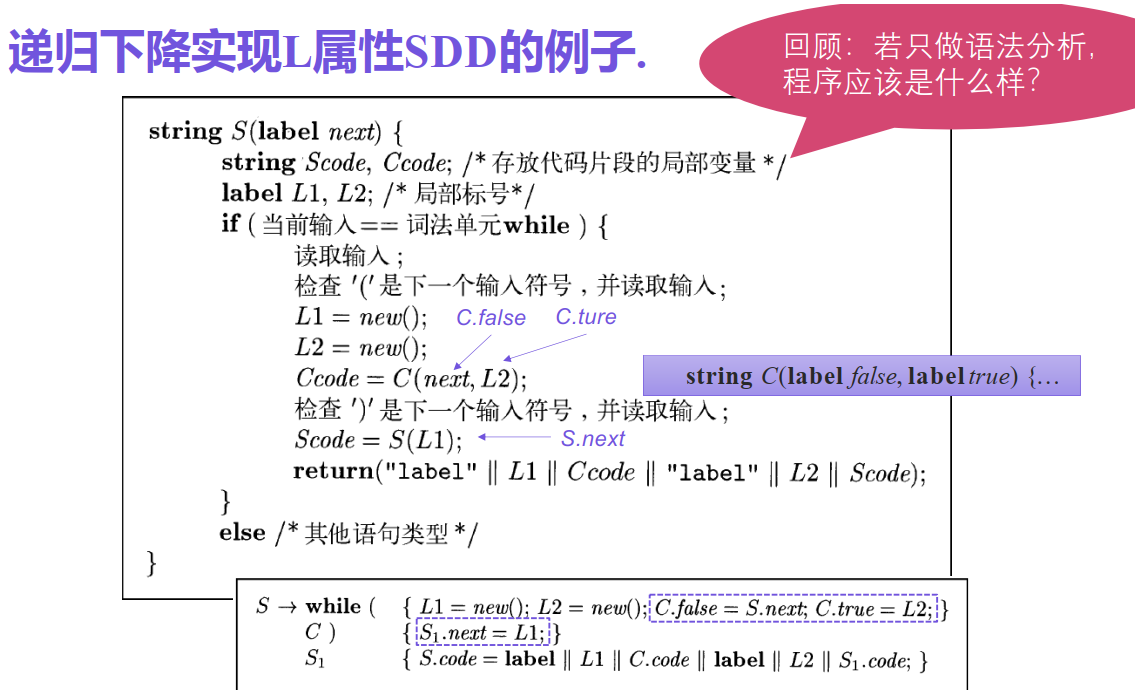 递归下降实现L属性SDD的例子.
回顾：若只做语法分析,
程序应该是什么样?
string S(label next) {
string Scode, Ccode; /* 存放代码片段的局部变量 */
label L1, L2; /* 局部标号*/
if ( 当前输入== 词法单元while ) {
读取输入 ;
检查 '('是下一个输入符号 , 并读取输入;
L1 = new(); C.false C.ture
L2 = new();
Ccode = C(next, L2);
string C(label false, label true) {…
检查 ')'是下一个输入符号 , 并读取输入;
Scode = S(L1); S.next
return("label" ‖ L1 ‖ Ccode ‖ "label" ‖ L2 ‖ Scode);
}
else /* 其他语句类型 */
}
S → while ( { L1 = new(); L2 = new(); C.false = S.next; C.true = L2; }
C ) { S₁.next = L1; }
S₁ { S.code = label ‖ L1 ‖ C.code ‖ label ‖ L2 ‖ S₁.code; }